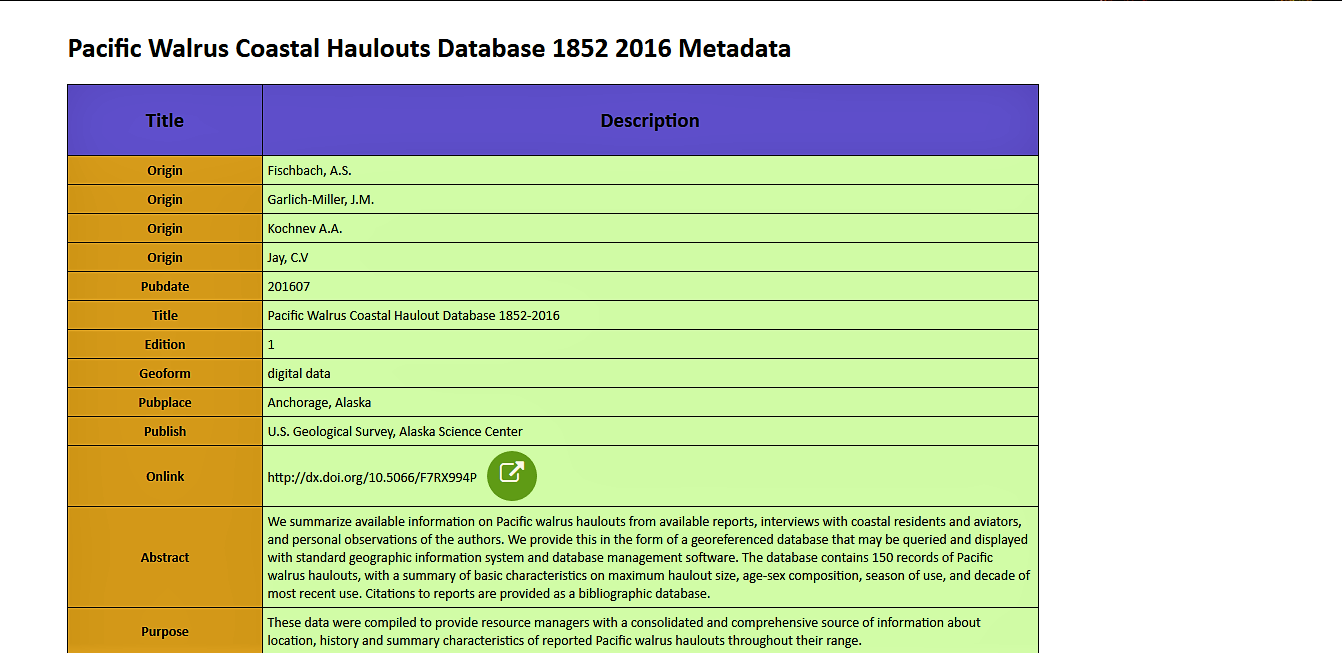 Pacific Walrus Coastal Haulouts Database 1852 2016 Metadata
Title Description
Origin Fischbach, A.S.
Origin Garlich-Miller, J.M.
Origin Kochnev A.A.
Origin Jay, C.V
Pubdate 201607
Title Pacific Walrus Coastal Haulout Database 1852-2016
Edition 1
Geoform digital data
Pubplace Anchorage, Alaska
Publish U.S. Geological Survey, Alaska Science Center
Onlink http://dx.doi.org/10.5066/F7RX994P
Abstract
We summarize available information on Pacific walrus haulouts from available reports, interviews with coastal residents and aviators,
and personal observations of the authors. We provide this in the form of a georeferenced database that may be queried and displayed
with standard geographic information system and database management software. The database contains 150 records of Pacific
walrus haulouts, with a summary of basic characteristics on maximum haulout size, age-sex composition, season of use, and decade of
most recent use. Citations to reports are provided as a bibliographic database.
Purpose
These data were compiled to provide resource managers with a consolidated and comprehensive source of information about
location, history and summary characteristics of reported Pacific walrus haulouts throughout their range.